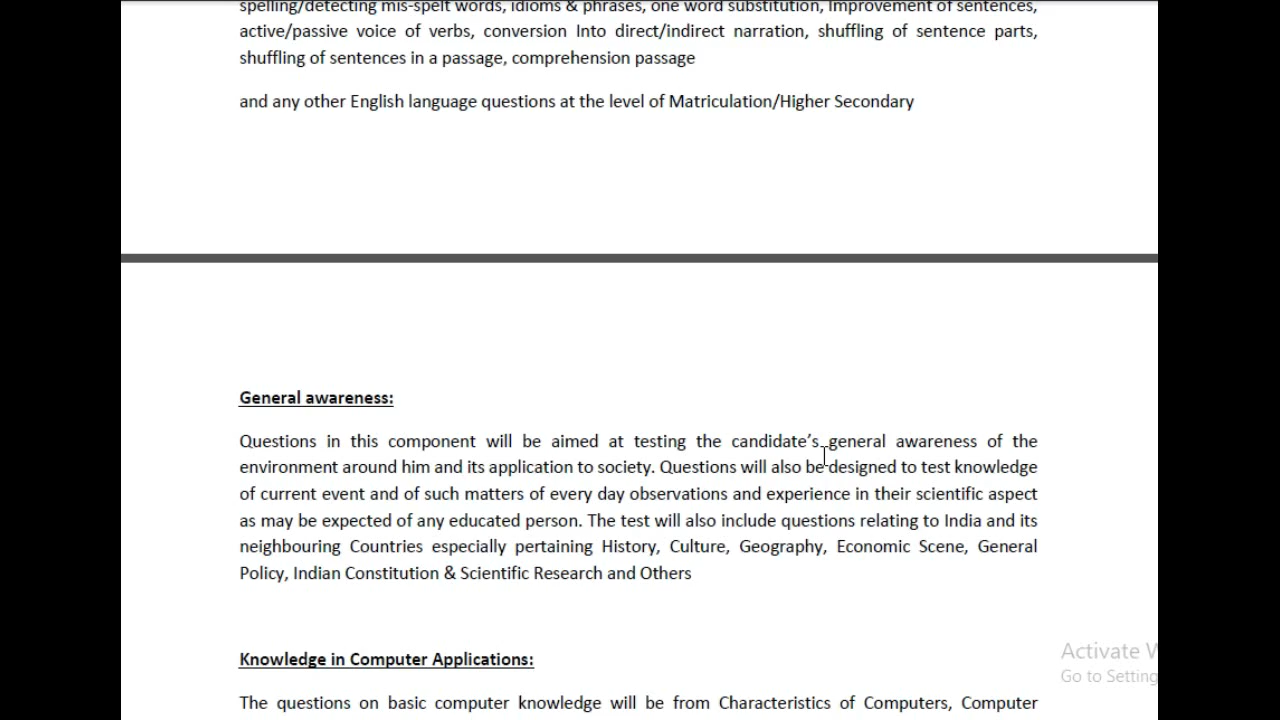 spelling/detecting mis-spelt words, idioms & phrases, one word substitution, Improvement of sentences,
active/passive voice of verbs, conversion Into direct/indirect narration, shuffling of sentence parts,
shuffling of sentences in a passage, comprehension passage
and any other English language questions at the level of Matriculation/Higher Secondary
General awareness:
Questions in this component will be aimed at testing the candidate's general awareness of the
environment around him and its application to society. Questions will also be designed to test knowledge
of current event and of such matters of every day observations and experience in their scientific aspect
as may be expected of any educated person. The test will also include questions relating to India and its
neighbouring Countries especially pertaining History, Culture, Geography, Economic Scene, General
Policy, Indian Constitution & Scientific Research and Others
Knowledge in Computer Applications:
The questions on basic computer knowledge will be from Characteristics of Computers, Computer
Activate W
Go to Setting